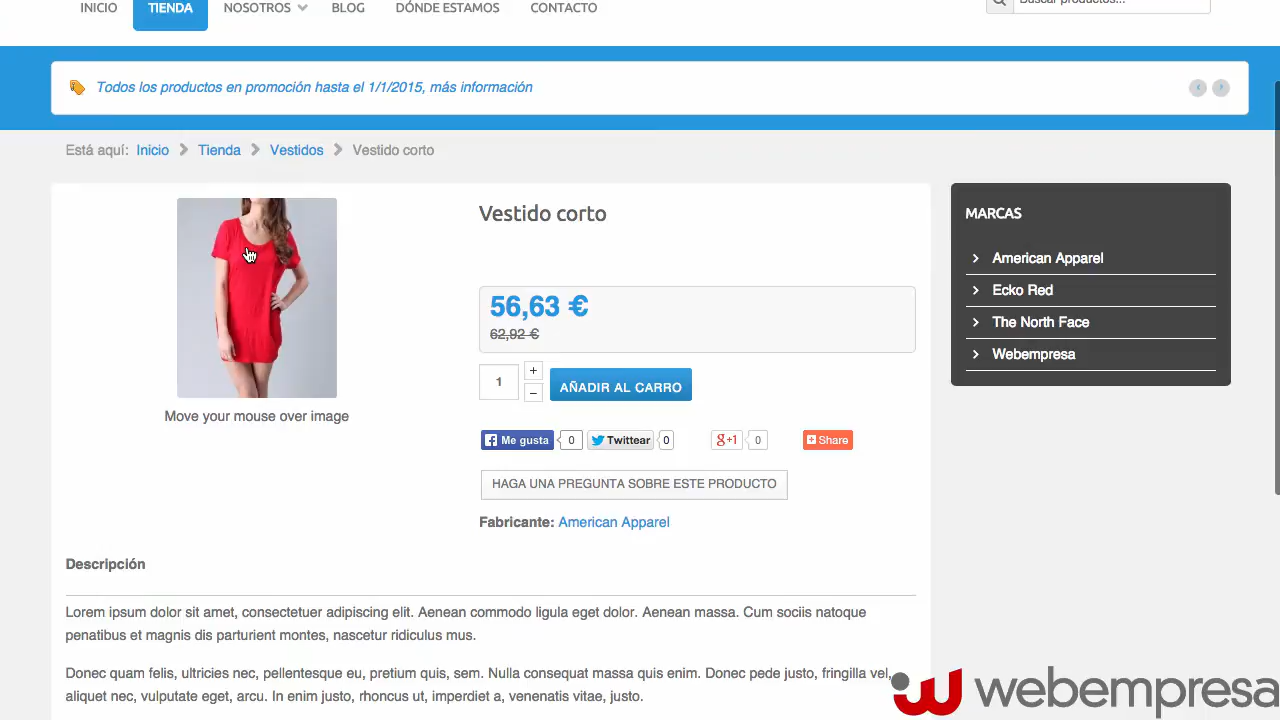 INICIO
TIENDA
NOSOTROS
BLOG
DÓNDE ESTAMOS
CONTACTO
Buscar productos...
Todos los productos en promoción hasta el 1/1/2015, más información
Está aquí: Inicio Tienda Vestidos Vestido corto
Vestido corto
56,63 €
62,92 €
1
+
−
AÑADIR AL CARRO
Move your mouse over image
Me gusta 0
Twittear 0
g+1 0
Share
HAGA UNA PREGUNTA SOBRE ESTE PRODUCTO
Fabricante: American Apparel
MARCAS
American Apparel
Ecko Red
The North Face
Webempresa
Descripción
Lorem ipsum dolor sit amet, consectetuer adipiscing elit. Aenean commodo ligula eget dolor. Aenean massa. Cum sociis natoque
penatibus et magnis dis parturient montes, nascetur ridiculus mus.
Donec quam felis, ultricies nec, pellentesque eu, pretium quis, sem. Nulla consequat massa quis enim. Donec pede justo, fringilla vel,
aliquet nec, vulputate eget, arcu. In enim justo, rhoncus ut, imperdiet a, venenatis vitae, justo.
webempresa